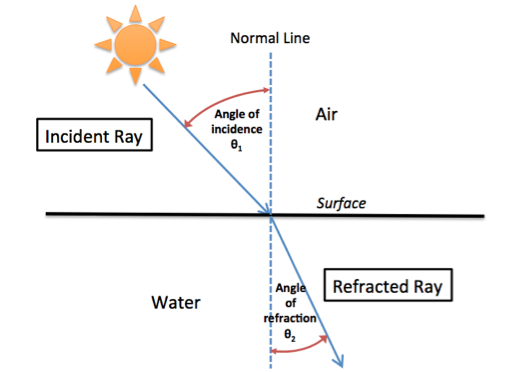 Normal Line
Angle of
incidence
θ₁
Air
Incident Ray
Surface
Water
Angle
of
refraction
θ₂
Refracted Ray